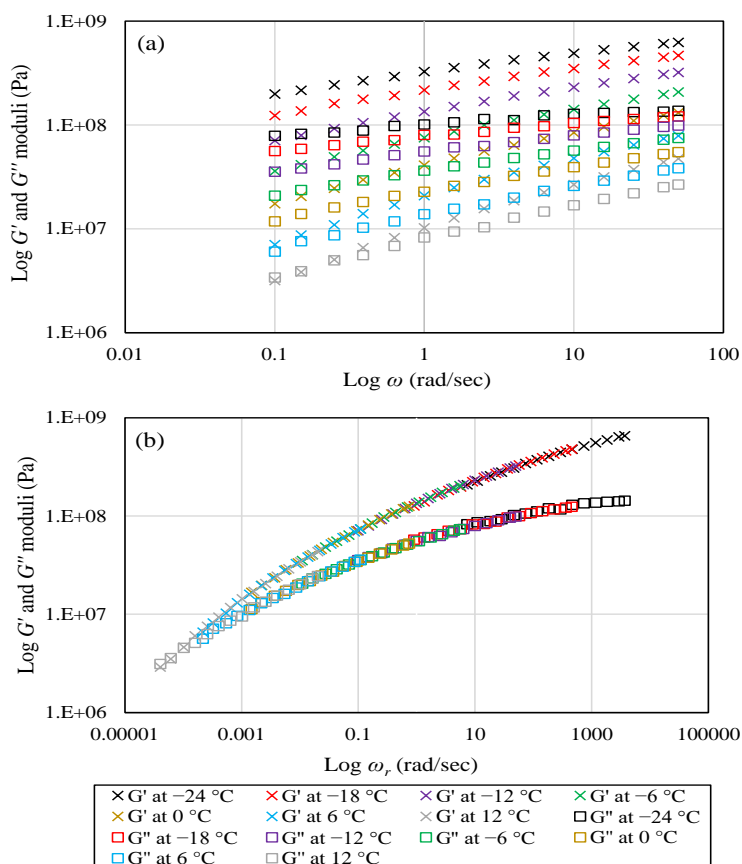 1.E+09
(a)
1.E+08
1.E+07
1.E+06
0.01 0.1 1 10 100
Log G' and G'' moduli (Pa)
Log ω (rad/sec)
1.E+09
(b)
1.E+08
1.E+07
1.E+06
0.00001 0.001 0.1 10 1000 100000
Log G' and G'' moduli (Pa)
Log ωr (rad/sec)
G' at −24 °C G' at −18 °C G' at −12 °C G' at −6 °C
G' at 0 °C G' at 6 °C G' at 12 °C G'' at −24 °C
G'' at −18 °C G'' at −12 °C G'' at −6 °C G'' at 0 °C
G'' at 6 °C G'' at 12 °C